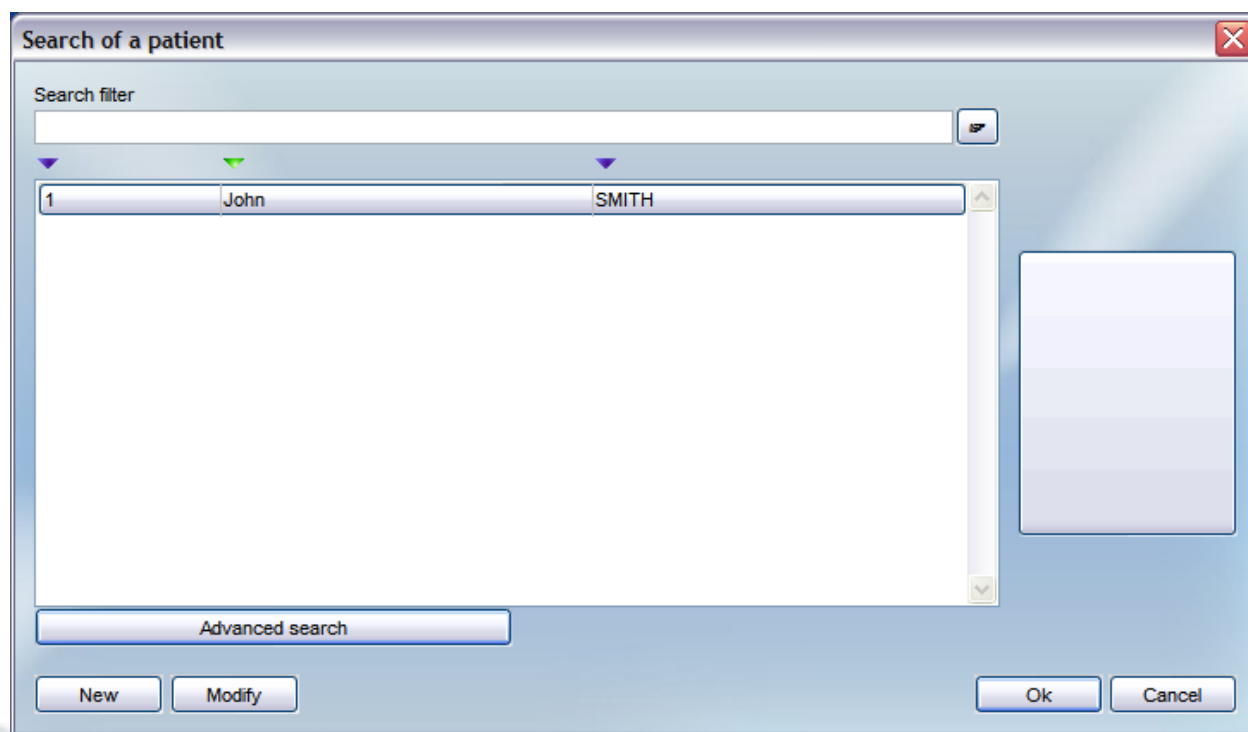 Search of a patient
Search filter
1 John SMITH
Advanced search
New Modify Ok Cancel